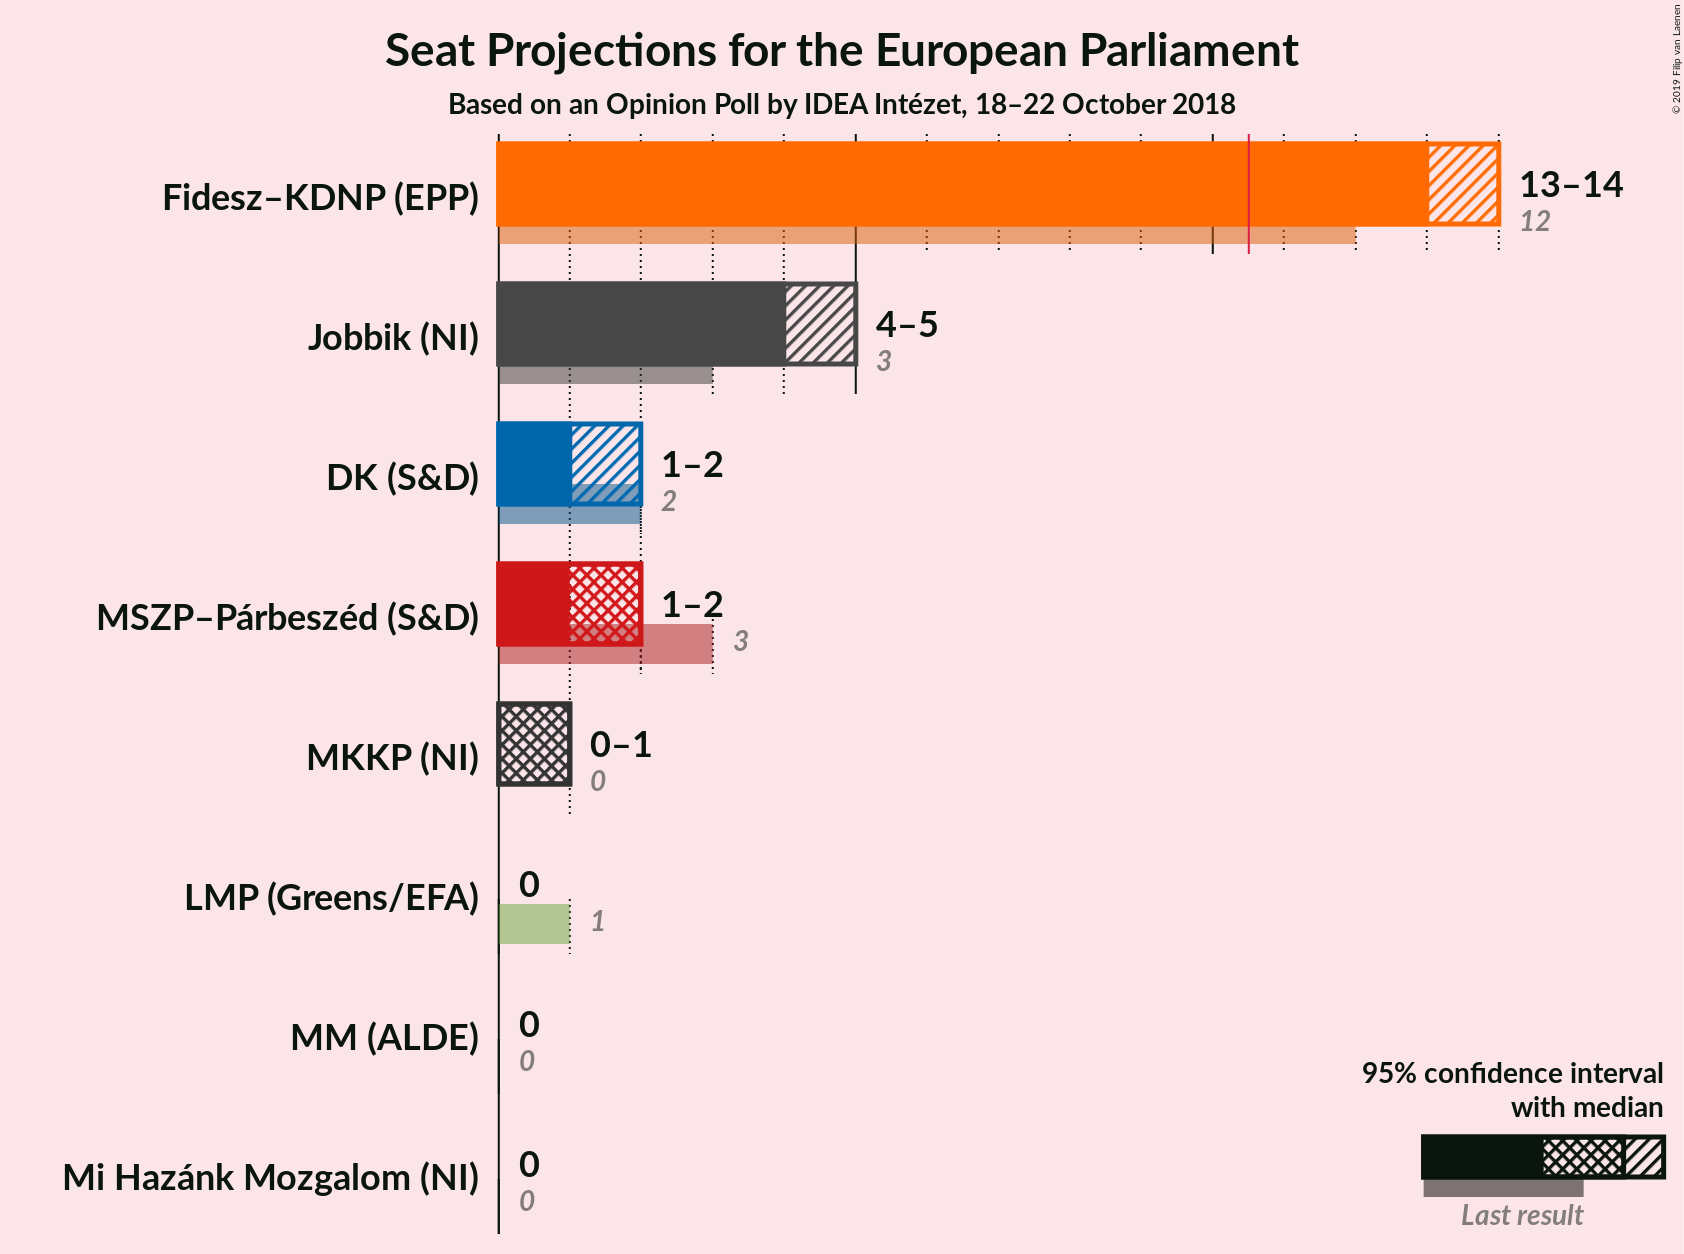 Seat Projections for the European Parliament
Based on an Opinion Poll by IDEA Intézet, 18–22 October 2018
© 2019 Filip van Laenen
Fidesz–KDNP (EPP)
13–14
12
Jobbik (NI)
4–5
3
DK (S&D)
1–2
2
MSZP–Párbeszéd (S&D)
1–2
3
MKKP (NI)
0–1
0
LMP (Greens/EFA)
0
1
MM (ALDE)
0
0
Mi Hazánk Mozgalom (NI)
0
0
95% confidence interval
with median
Last result